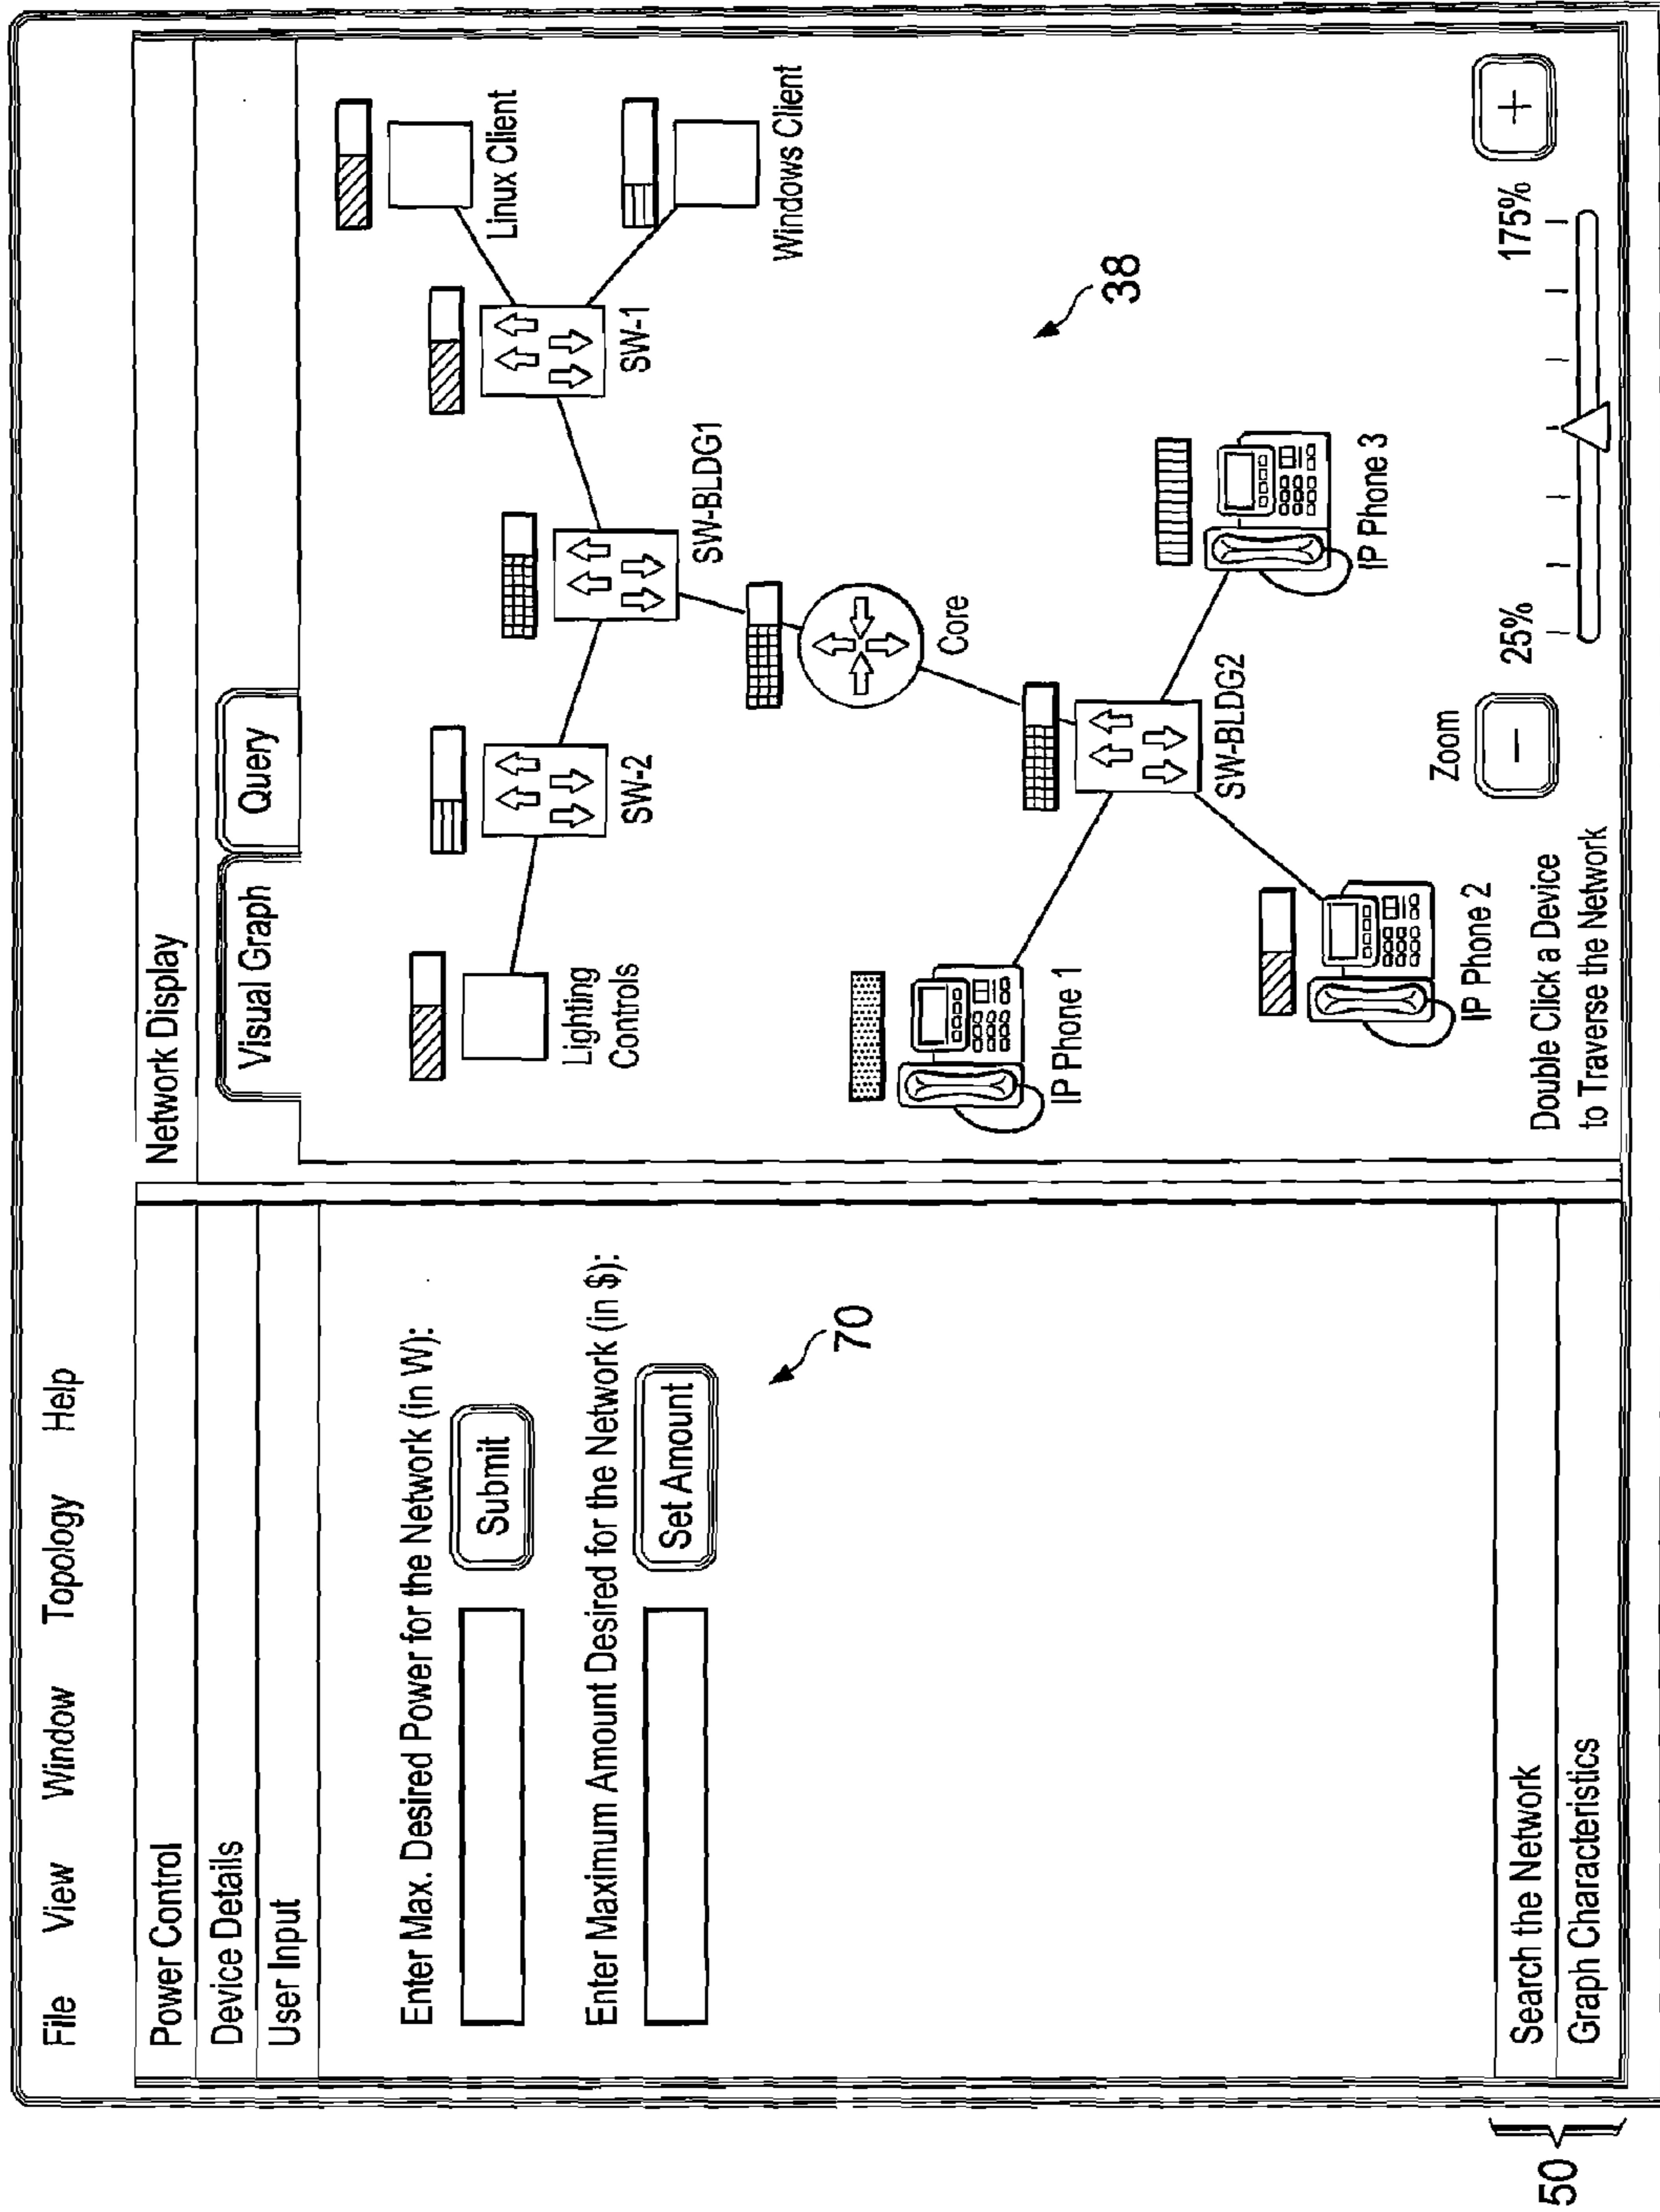 File View Window Topology Help
Power Control
Device Details
User Input
Enter Max. Desired Power for the Network (in W):
Submit
Enter Maximum Amount Desired for the Network (in $):
Set Amount
70
Search the Network
Graph Characteristics
50
Network Display
Visual Graph
Query
Lighting
Controls
SW-2
SW-BLDG1
SW-1
Linux Client
Windows Client
Core
38
IP Phone 1
SW-BLDG2
IP Phone 3
IP Phone 2
Double Click a Device
to Traverse the Network
Zoom
−
25%
175%
+